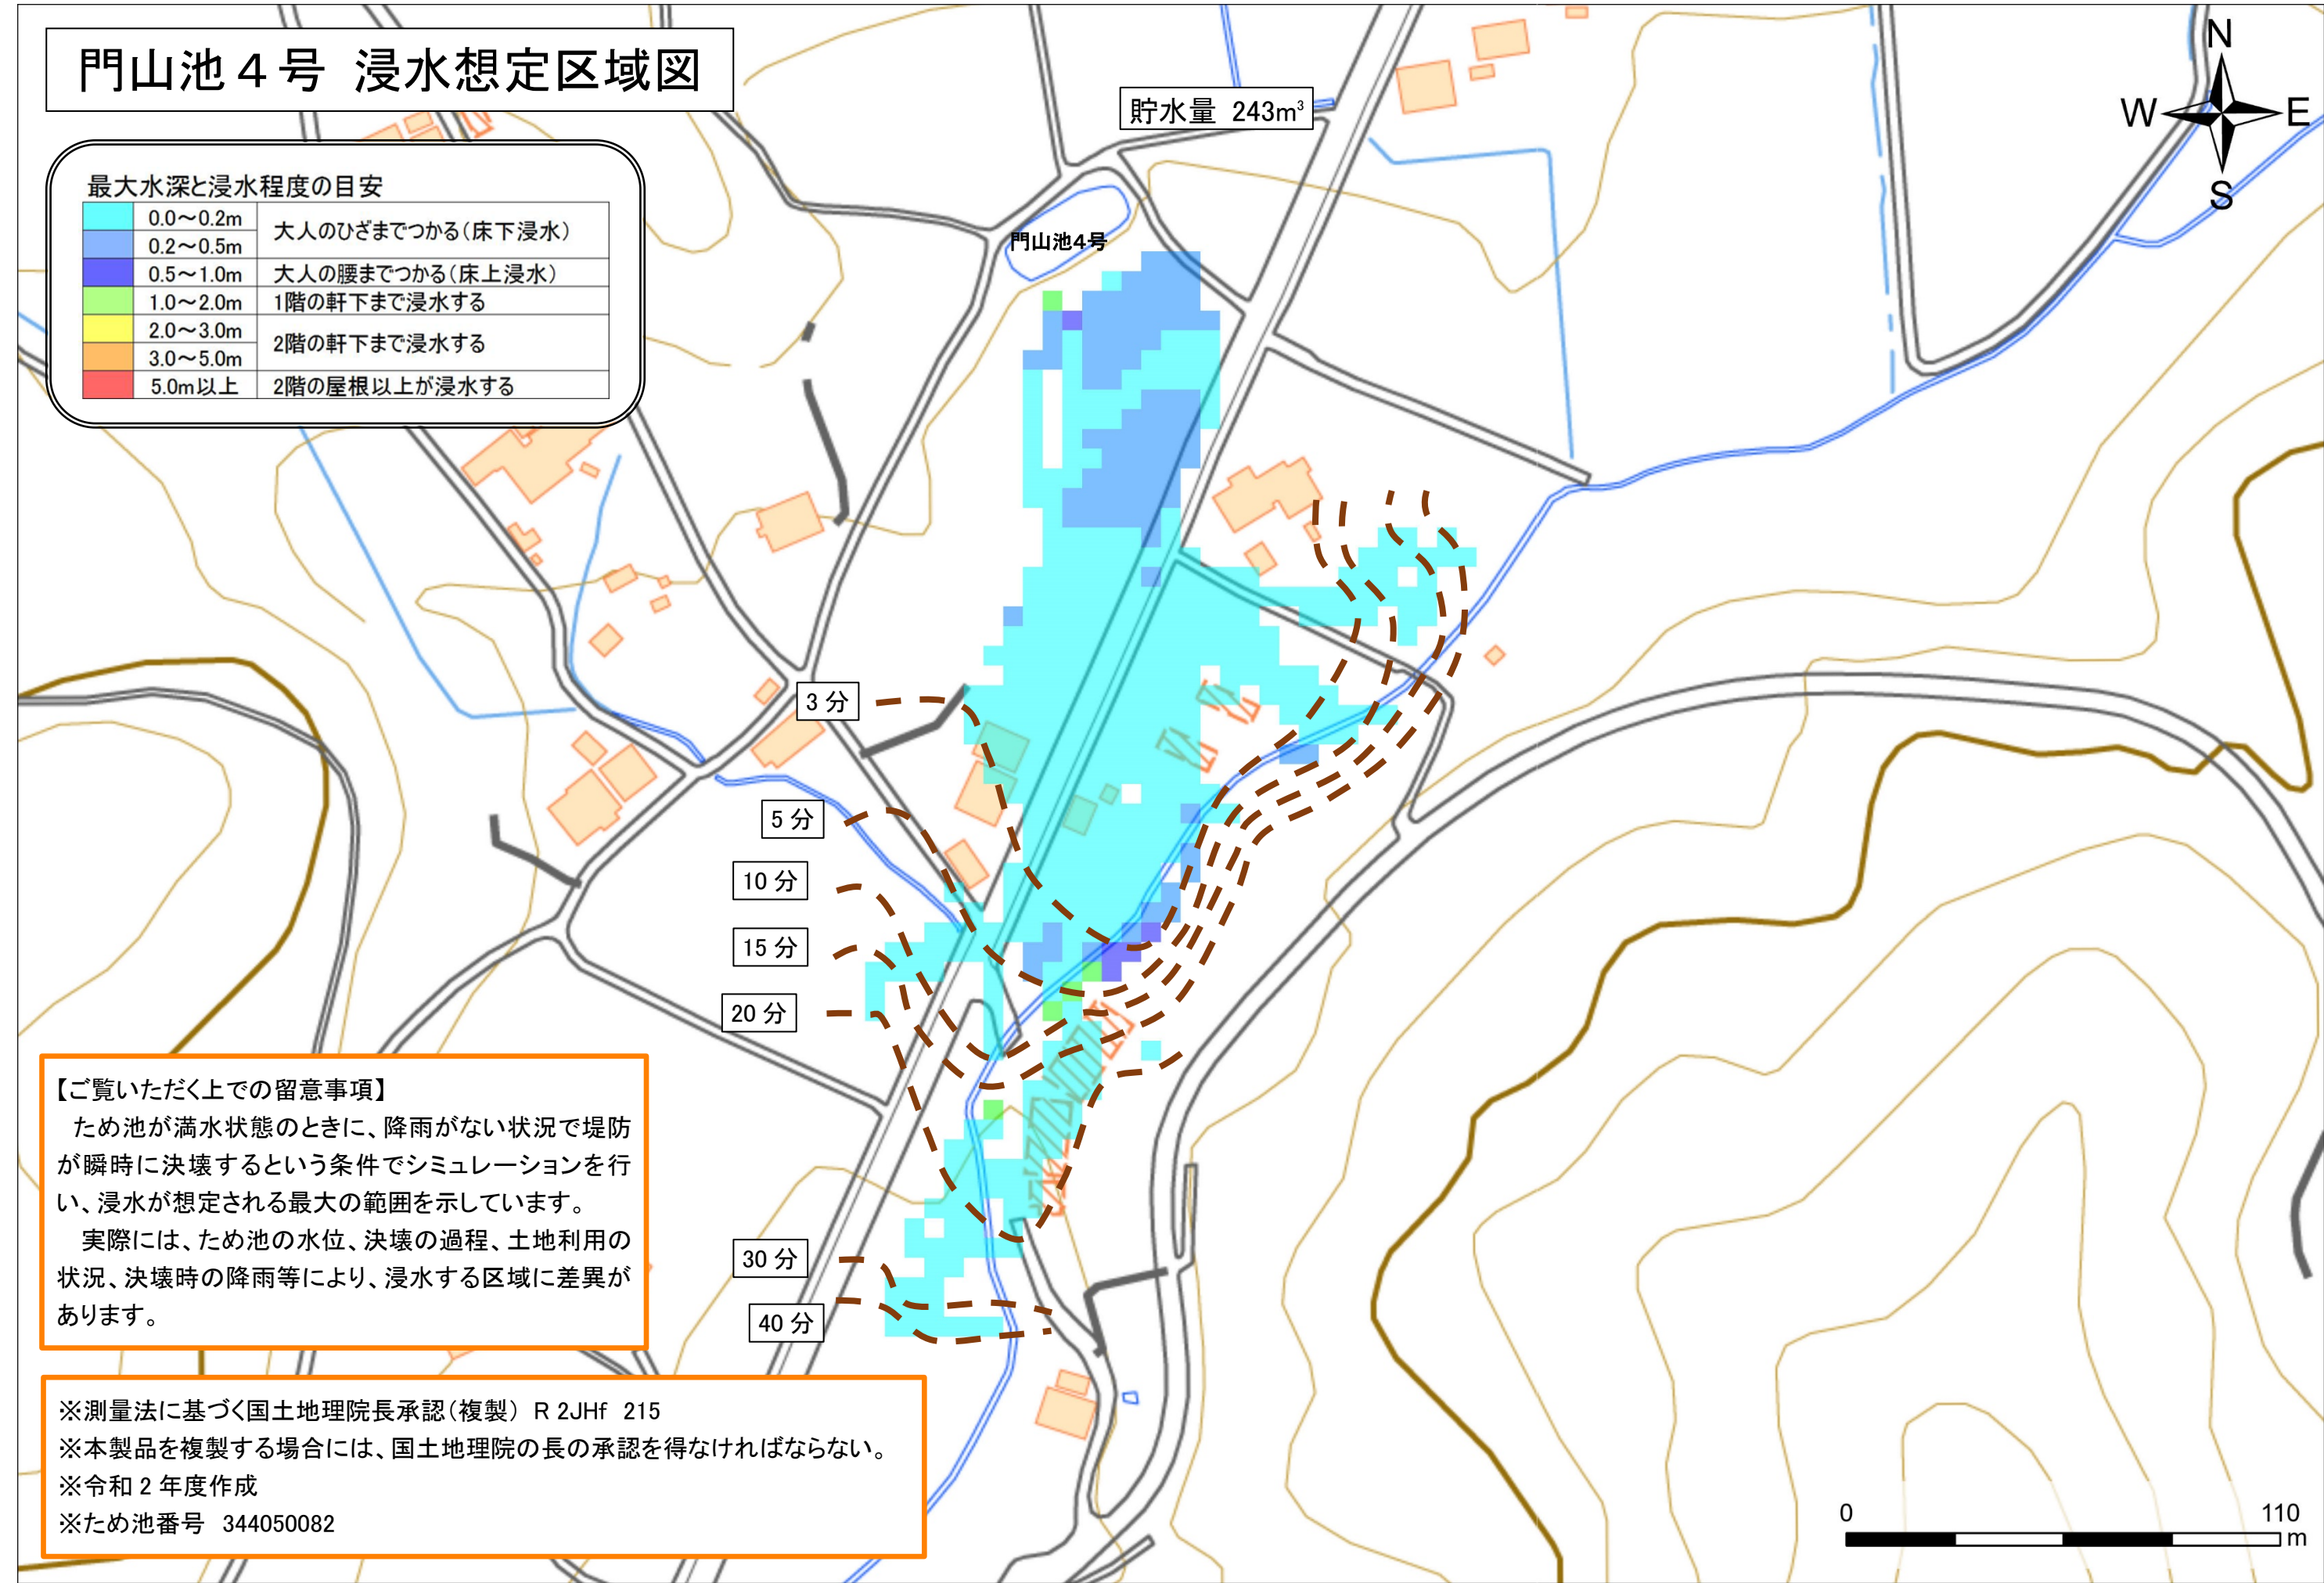 門山池４号 浸水想定区域図
貯水量 243m³
N
W E
S
最大水深と浸水程度の目安
0.0～0.2m 大人のひざまでつかる（床下浸水）
0.2～0.5m
0.5～1.0m 大人の腰までつかる（床上浸水）
1.0～2.0m 1階の軒下まで浸水する
2.0～3.0m 2階の軒下まで浸水する
3.0～5.0m
5.0m以上 2階の屋根以上が浸水する
門山池4号
3 分
5 分
10 分
15 分
20 分
30 分
40 分
【ご覧いただく上での留意事項】
ため池が満水状態のときに、降雨がない状況で堤防
が瞬時に決壊するという条件でシミュレーションを行
い、浸水が想定される最大の範囲を示しています。
実際には、ため池の水位、決壊の過程、土地利用の
状況、決壊時の降雨等により、浸水する区域に差異が
あります。
※測量法に基づく国土地理院長承認（複製） R 2JHf 215
※本製品を複製する場合には、国土地理院の長の承認を得なければならない。
※令和 2 年度作成
※ため池番号 344050082
0 110
m